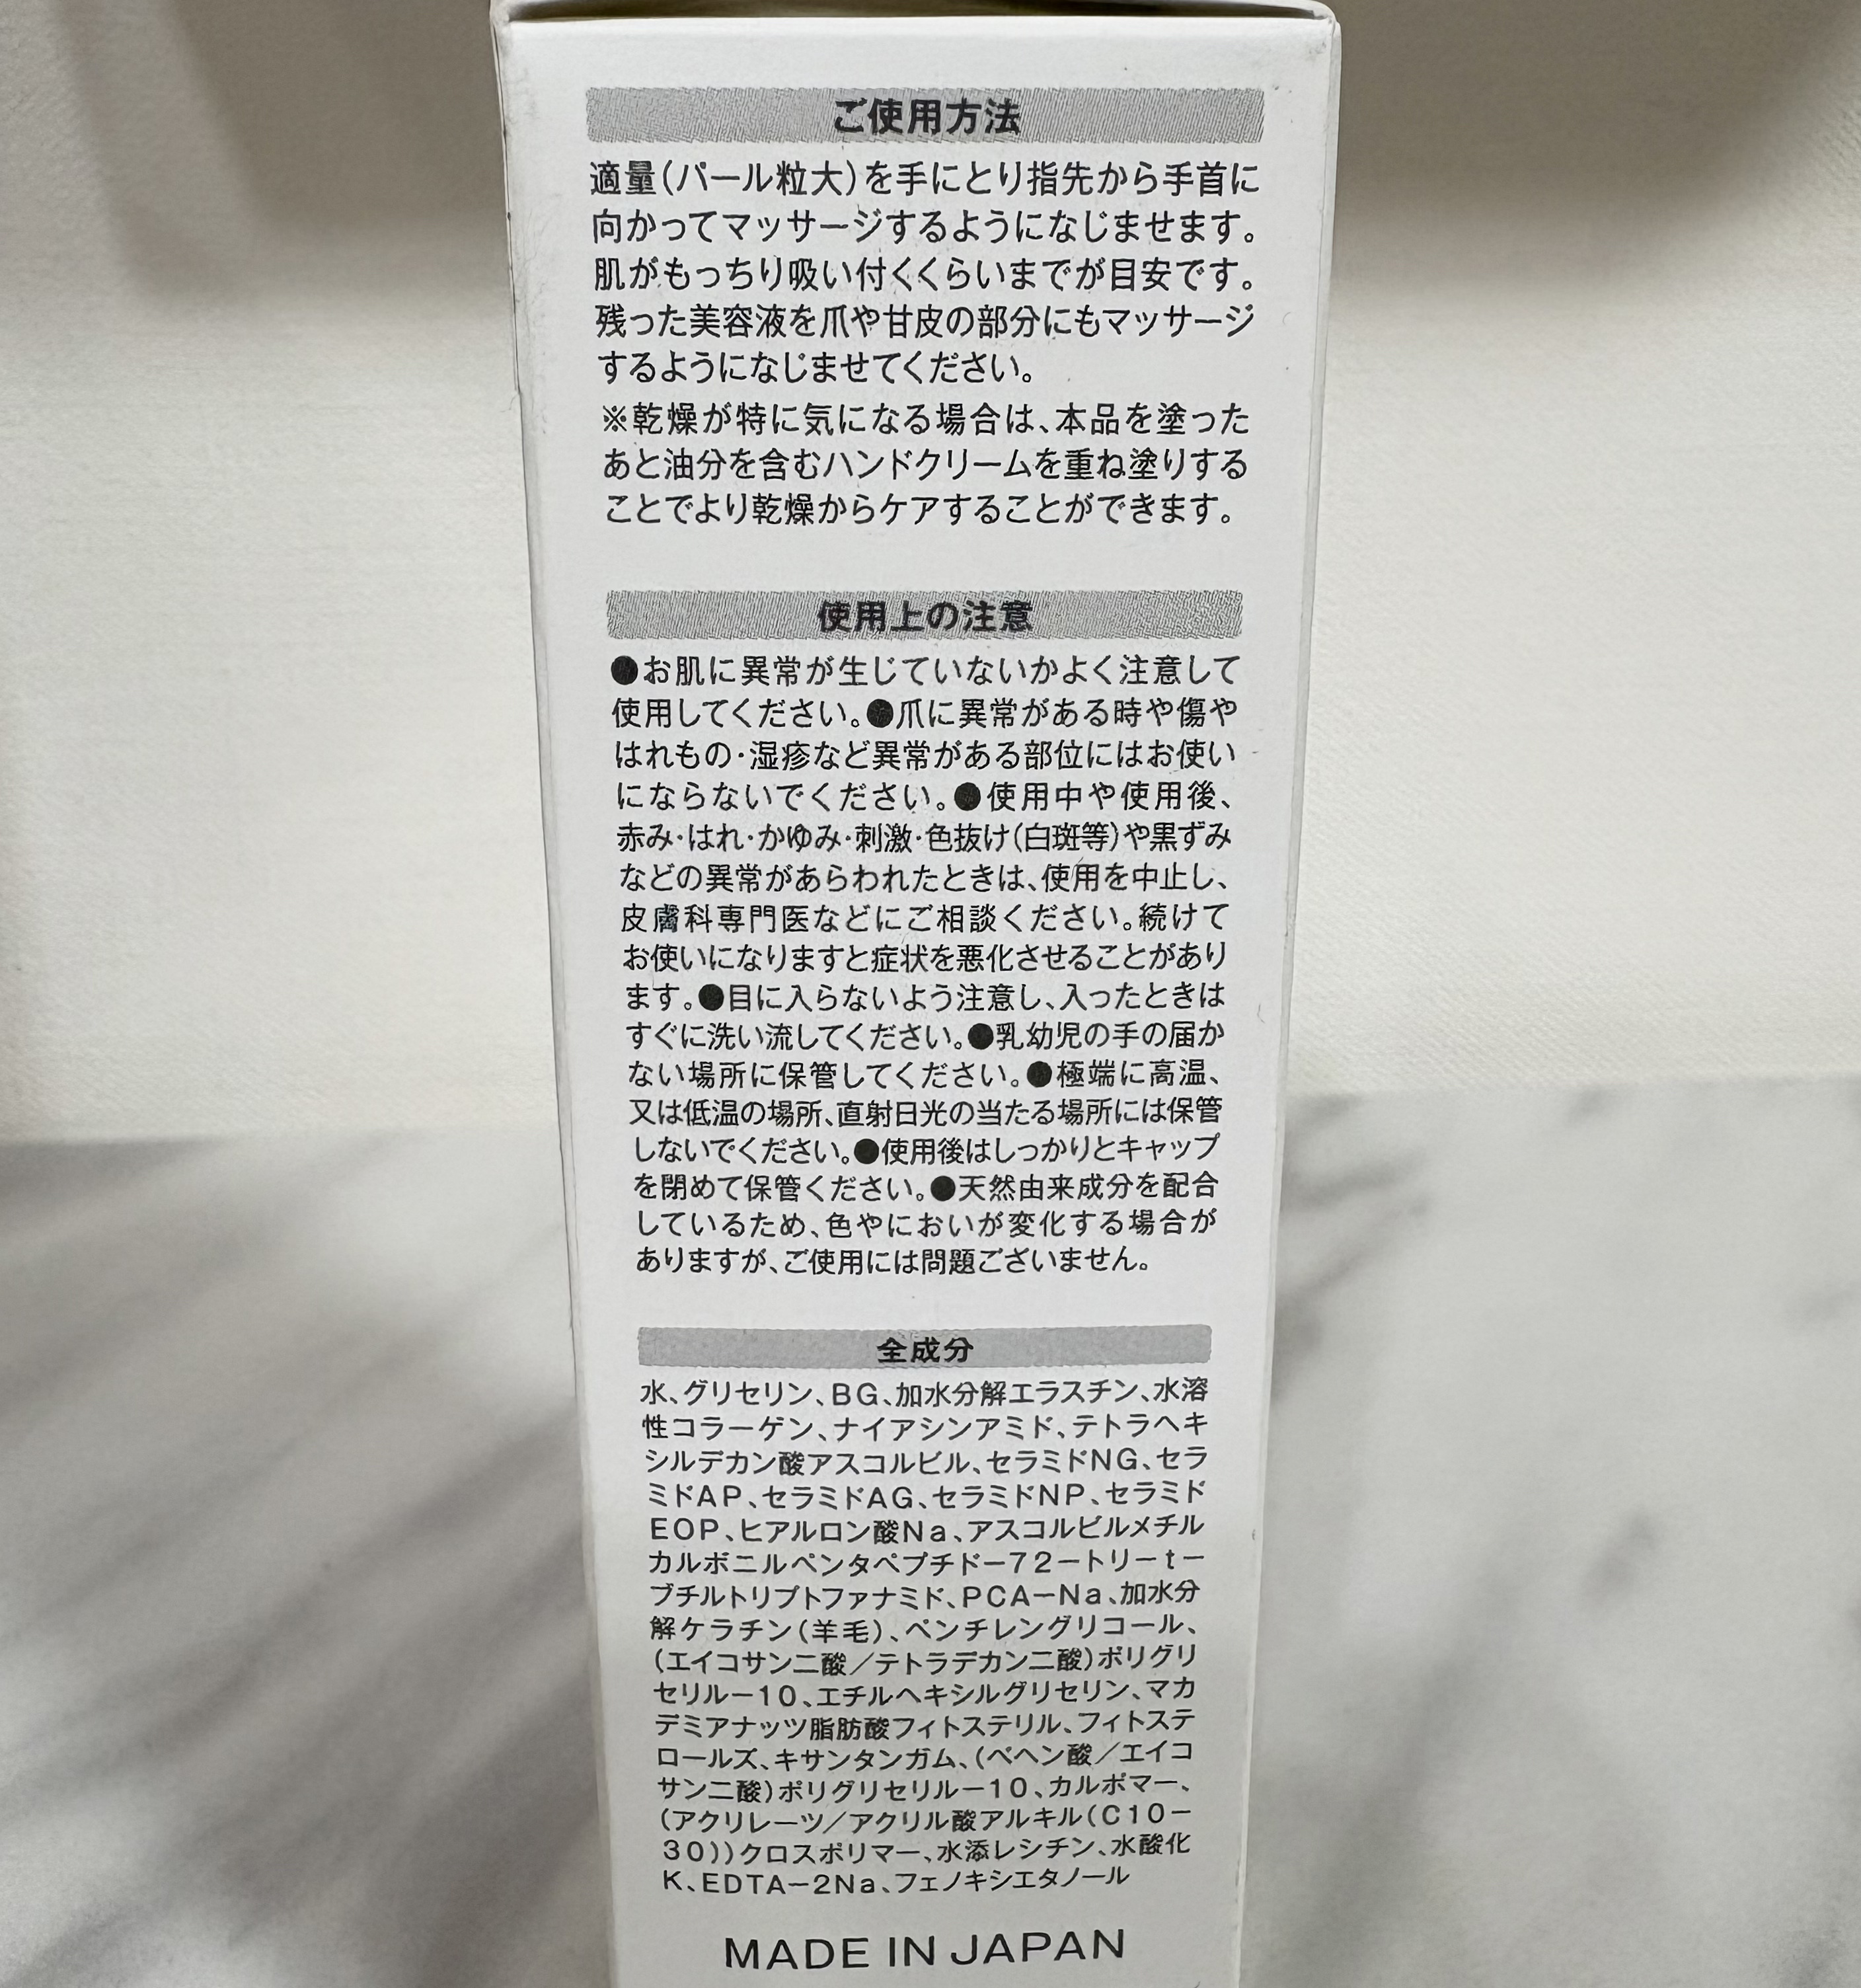 ご使用方法
適量(パール粒大)を手にとり指先から手首に
向かってマッサージするようになじませます。
肌がもっちり吸い付くくらいまでが目安です。
残った美容液を爪や甘皮の部分にもマッサージ
するようになじませてください。
※乾燥が特に気になる場合は、本品を塗った
あと油分を含むハンドクリームを重ね塗りする
ことでより乾燥からケアすることができます。
使用上の注意
●お肌に異常が生じていないかよく注意して
使用してください。●爪に異常がある時や傷や
はれもの・湿疹など異常がある部位にはお使い
にならないでください。●使用中や使用後、
赤み・はれ・かゆみ・刺激・色抜け(白斑等)や黒ずみ
などの異常があらわれたときは、使用を中止し、
皮膚科専門医などにご相談ください。続けて
お使いになりますと症状を悪化させることがあり
ます。●目に入らないよう注意し、入ったときは
すぐに洗い流してください。●乳幼児の手の届か
ない場所に保管してください。●極端に高温、
又は低温の場所、直射日光の当たる場所には保管
しないでください。●使用後はしっかりとキャップ
を閉めて保管ください。●天然由来成分を配合
しているため、色やにおいが変化する場合が
ありますが、ご使用には問題ございません。
全成分
水、グリセリン、BG、加水分解エラスチン、水溶
性コラーゲン、ナイアシンアミド、テトラヘキ
シルデカン酸アスコルビル、セラミドNG、セラ
ミドAP、セラミドAG、セラミドNP、セラミド
EOP、ヒアルロン酸Na、アスコルビルメチル
カルボニルペンタペプチドー72ートリーtー
ブチルトリプトファナミド、PCAーNa、加水分
解ケラチン(羊毛)、ペンチレングリコール、
(エイコサン二酸／テトラデカン二酸)ポリグリ
セリルー10、エチルヘキシルグリセリン、マカ
デミアナッツ脂肪酸フィトステリル、フィトステ
ロールズ、キサンタンガム、(ベヘン酸／エイコ
サン二酸)ポリグリセリルー10、カルボマー、
(アクリレーツ／アクリル酸アルキル(C10ー
30))クロスポリマー、水添レシチン、水酸化
K、EDTAー2Na、フェノキシエタノール
MADE IN JAPAN